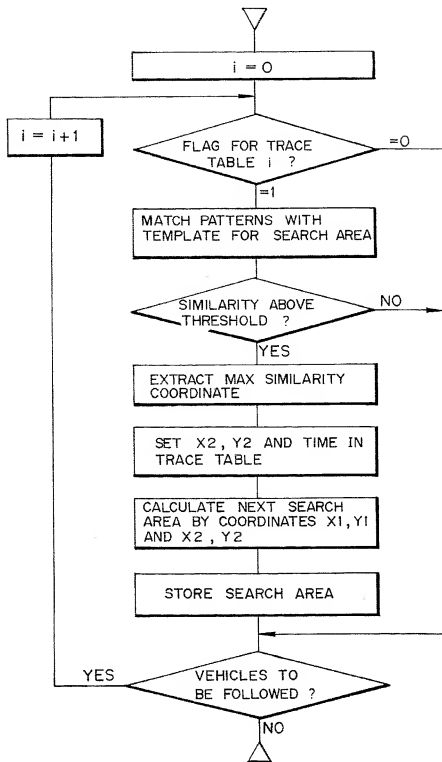 i = 0
i = i+1
FLAG FOR TRACE
TABLE i ?
=0
=1
MATCH PATTERNS WITH
TEMPLATE FOR SEARCH AREA
SIMILARITY ABOVE
THRESHOLD ?
NO
YES
EXTRACT MAX SIMILARITY
COORDINATE
SET X2, Y2 AND TIME IN
TRACE TABLE
CALCULATE NEXT SEARCH
AREA BY COORDINATES X1, Y1
AND X2, Y2
STORE SEARCH AREA
YES
VEHICLES TO
BE FOLLOWED ?
NO